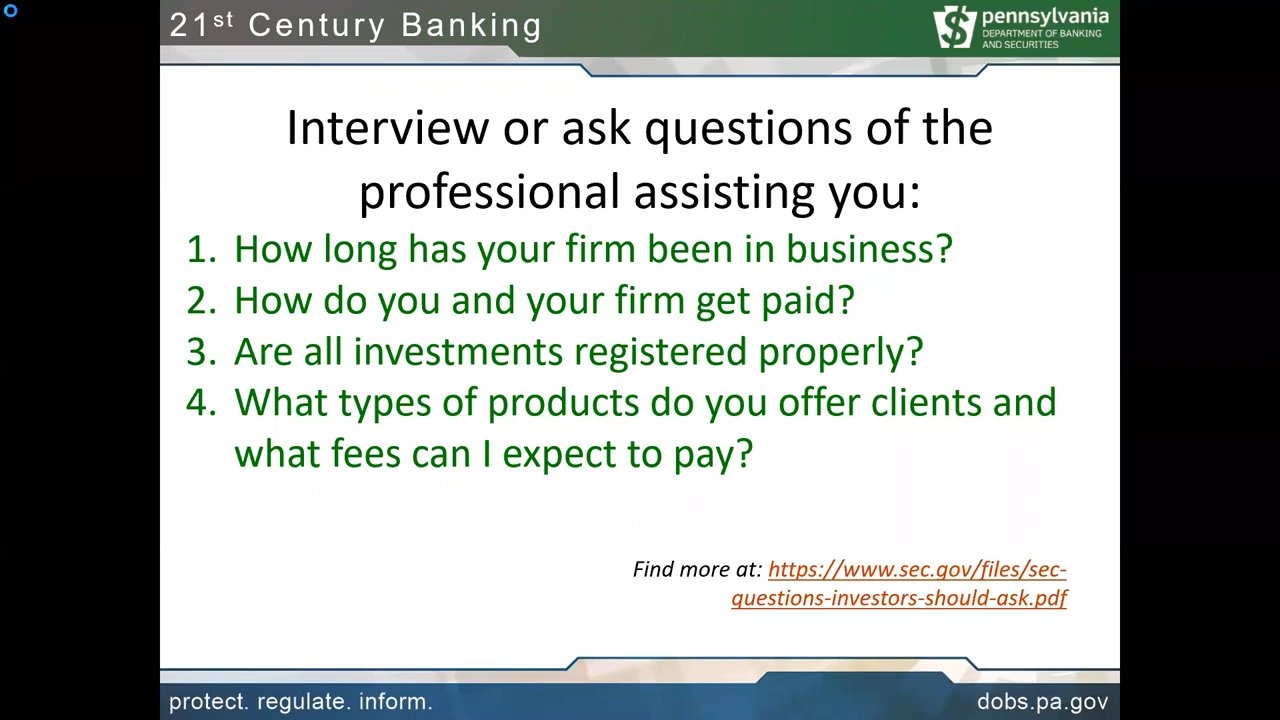 21st Century Banking
pennsylvania
DEPARTMENT OF BANKING
AND SECURITIES
Interview or ask questions of the
professional assisting you:
1. How long has your firm been in business?
2. How do you and your firm get paid?
3. Are all investments registered properly?
4. What types of products do you offer clients and
what fees can I expect to pay?
Find more at: https://www.sec.gov/files/sec-
questions-investors-should-ask.pdf
protect. regulate. inform.
dobs.pa.gov